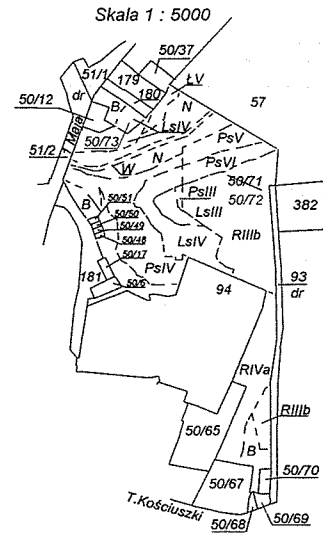 Skala 1 : 5000
50/37
51/1
179
dr
180
ŁV
50/12
B
N
57
LsIV
50/73
1 Maja
PsV
51/2
N
PsVI
W
50/71
PsIII
50/51
50/72
B
50/50
LsIII
382
50/49
50/48
RIIIb
LsIV
50/17
181
PsIV
93
50/6
94
dr
RIVa
RIIIb
50/65
B
50/70
50/67
T.Kościuszki
50/69
50/68